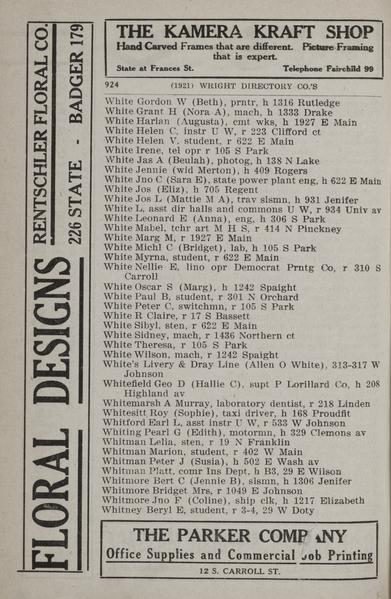 THE KAMERA KRAFT SHOP
Hand Carved Frames that are different. Picture Framing
that is expert.
State at Frances St. Telephone Fairchild 99
924 (1921) WRIGHT DIRECTORY CO.'S
White Gordon W (Beth), prntr, h 1316 Rutledge
White Grant H (Nora A), mach, h 1333 Drake
White Harlan (Augusta), cmt wks, h 1927 E Main
White Helen C, instr U W, r 223 Clifford ct
White Helen V, student, r 622 E Main
White Irene, tel opr r 105 S Park
White Jas A (Beulah), photog, h 138 N Lake
White Jennie (wid Merton), h 409 Rogers
White Jno C (Sara E), state power plant eng, h 622 E Main
White Jos (Eliz), h 705 Regent
White Jos L (Mattie M A), trav slsmn, h 931 Jenifer
White L, asst dir halls and commons U W, r 934 Univ av
White Leonard E (Anna), eng, h 306 S Park
White Mabel, tchr art M H S, r 414 N Pinckney
White Marg M, r 1927 E Main
White Michl C (Bridget), lab, h 105 S Park
White Myrna, student, r 622 E Main
White Nellie E, lino opr Democrat Prntg Co, r 310 S
Carroll
White Oscar S (Marg), h 1242 Spaight
White Paul B, student, r 301 N Orchard
White Peter C, switchmn, r 105 S Park
White R Claire, r 17 S Bassett
White Sibyl, sten, r 622 E Main
White Sidney, mach, r 1436 Northern ct
White Theresa, r 105 S Park
White Wilson, mach, r 1242 Spaight
White's Livery & Dray Line (Allen O White), 313-317 W
Johnson
Whitefield Geo D (Hallie C), supt P Lorillard Co, h 208
Highland av
Whitemarsh A Murray, laboratory dentist, r 218 Linden
Whitesitt Roy (Sophie), taxi driver, h 168 Proudfit
Whitford Earl L, asst instr U W, r 533 W Johnson
Whiting Pearl G (Edith), motormn, h 329 Clemons av
Whitman Lelia, sten, r 19 N Franklin
Whitman Marion, student, r 402 W Main
Whitman Peter J (Susia), h 502 E Wash av
Whitman Platt, comr Ins Dept, h B3, 29 E Wilson
Whitmore Bert C (Jennie B), slsmn, h 1306 Jenifer
Whitmore Bridget Mrs, r 1049 E Johnson
Whitmore Jno F (Coline), ship clk, h 1217 Elizabeth
Whitney Beryl E, student, r 3-4, 29 W Doty
THE PARKER COMPANY
Office Supplies and Commercial Job Printing
12 S. CARROLL ST.
FLORAL DESIGNS
RENTSCHLER FLORAL CO.
226 STATE - BADGER 179